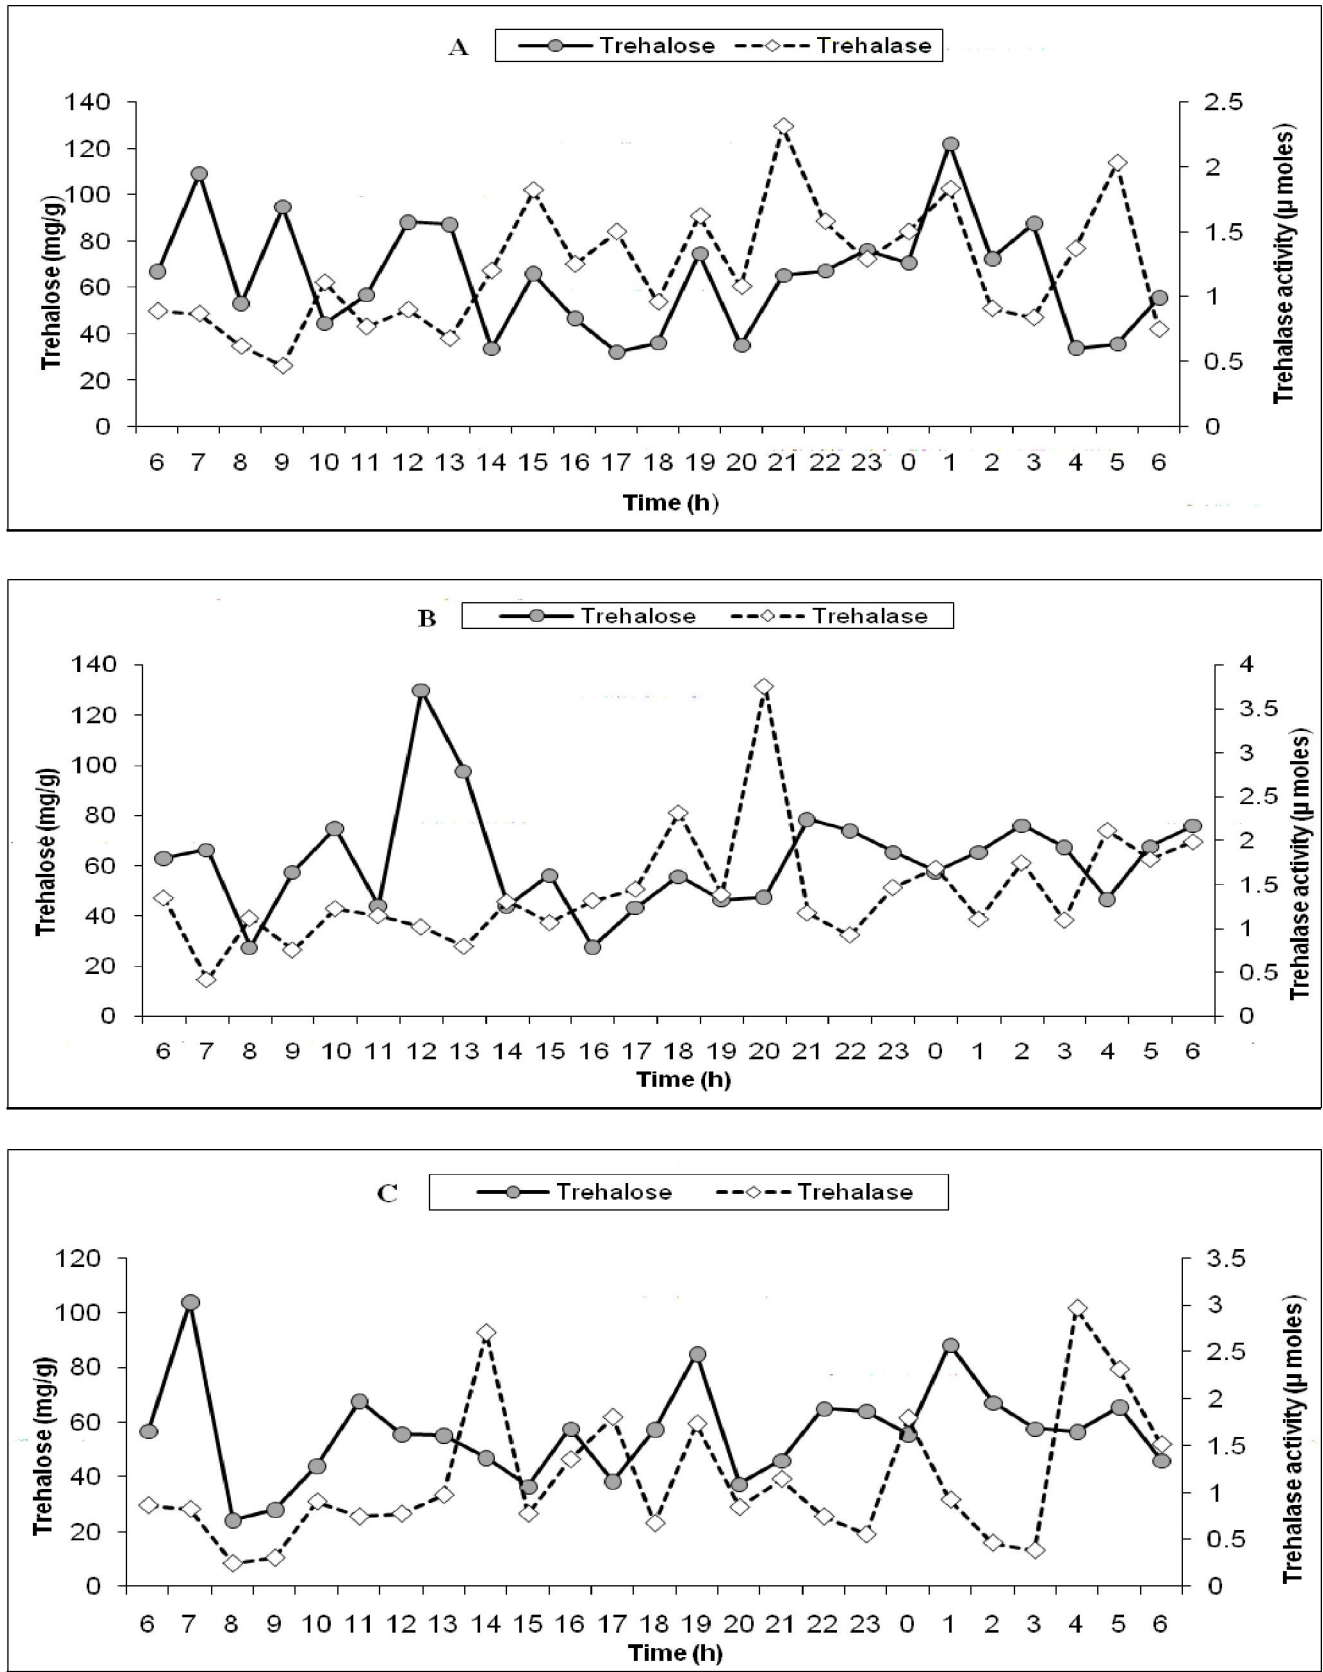 A Trehalose Trehalase
140 2.5
120 2
100
80 1.5
60 1
40
20 0.5
0 0
Trehalose (mg/g)
Trehalase activity (µ moles)
6 7 8 9 10 11 12 13 14 15 16 17 18 19 20 21 22 23 0 1 2 3 4 5 6
Time (h)
B Trehalose Trehalase
140 4
120 3.5
100 3
80 2.5
60 2
40 1.5
20 1
0 0.5
0
Trehalose (mg/g)
Trehalase activity (µ moles)
6 7 8 9 10 11 12 13 14 15 16 17 18 19 20 21 22 23 0 1 2 3 4 5 6
Time (h)
C Trehalose Trehalase
120 3.5
100 3
80 2.5
60 2
40 1.5
20 1
0 0.5
0
Trehalose (mg/g)
Trehalase activity (µ moles)
6 7 8 9 10 11 12 13 14 15 16 17 18 19 20 21 22 23 0 1 2 3 4 5 6
Time (h)